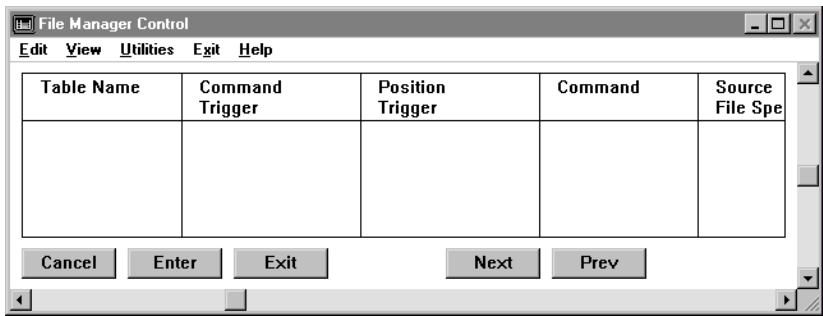 File Manager Control
Edit View Utilities Exit Help
Table Name Command Trigger Position Trigger Command Source File Spe
Cancel Enter Exit Next Prev